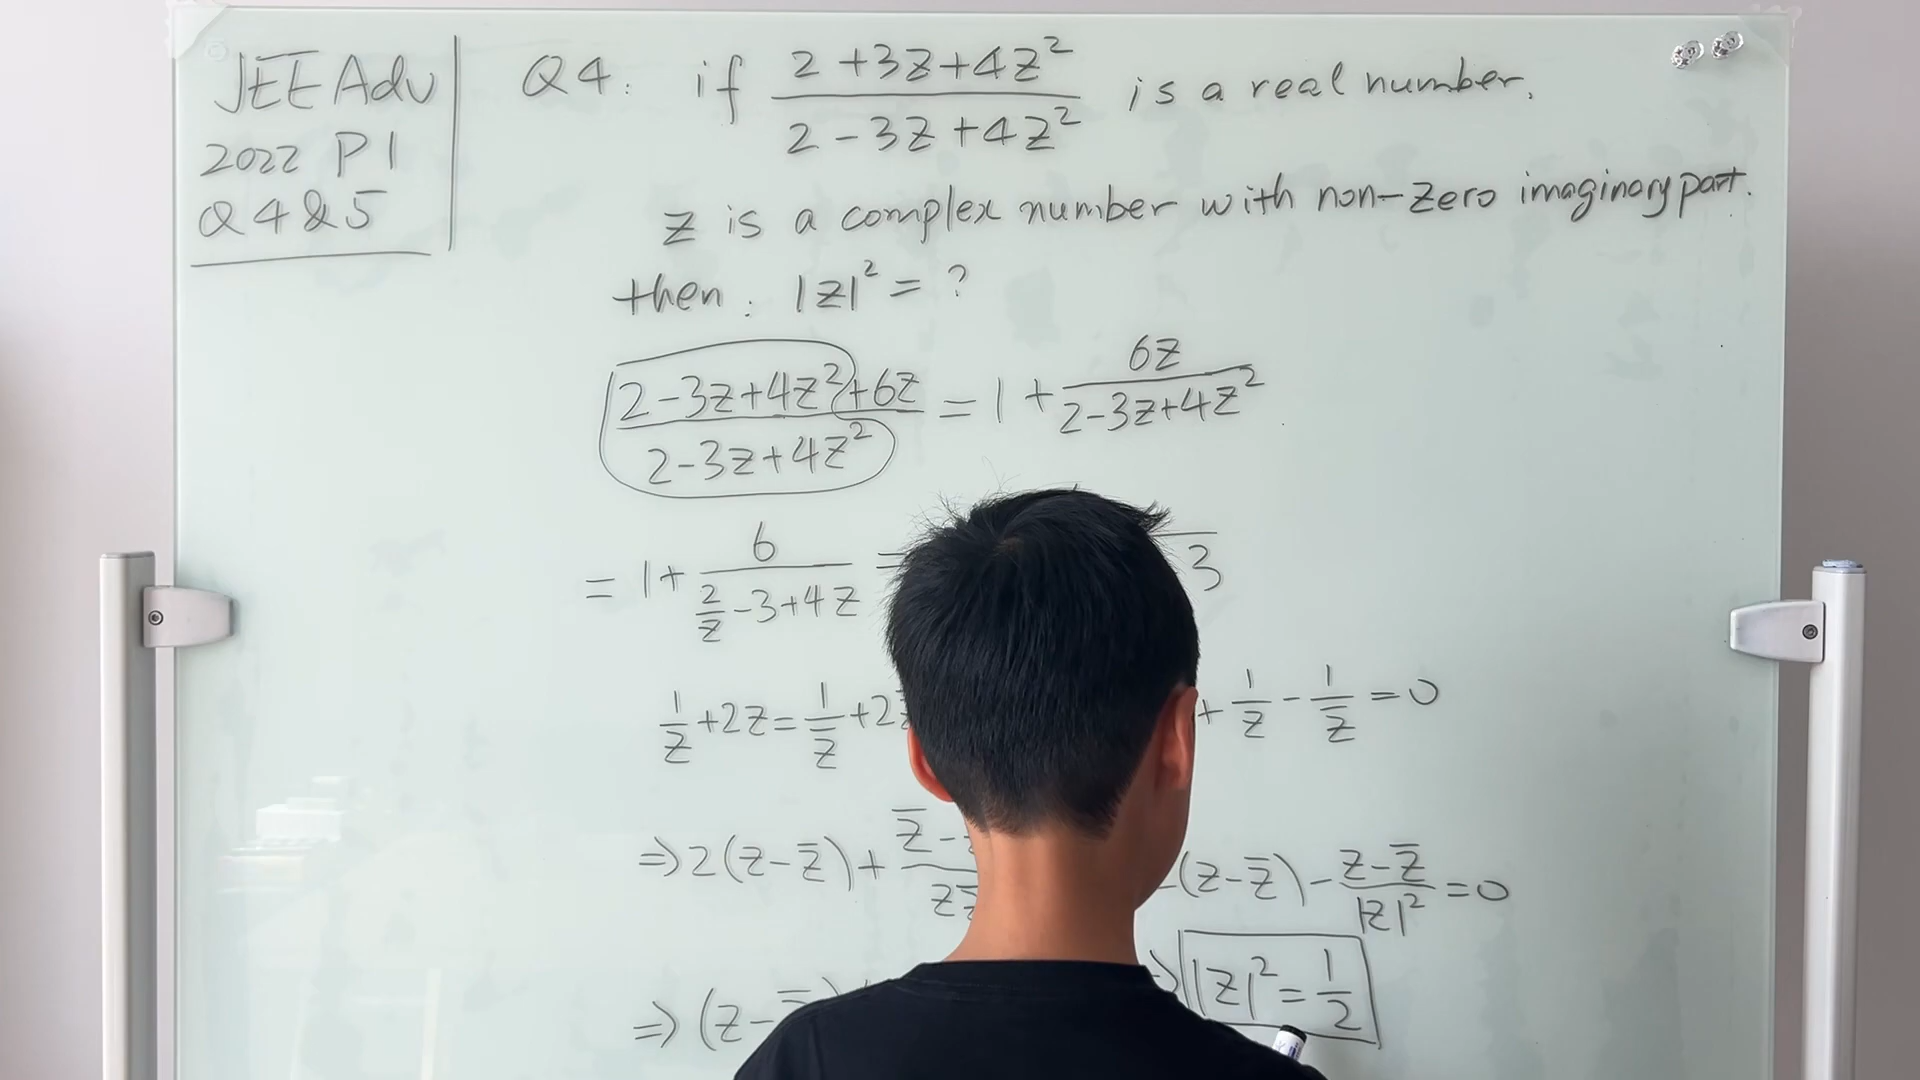 JEE Adv
2022 P1
Q4&5
Q4: if (2+3z+4z²)/(2-3z+4z²) is a real number.
z is a complex number with non-zero imaginary part.
then: |z|² = ?
(2-3z+4z²+6z)/(2-3z+4z²) = 1 + 6z/(2-3z+4z²)
= 1 + 6/(2/z -3+4z) = 3
1/z + 2z = 1/z̄ + 2 + 1/z - 1/z̄ = 0
⇒ 2(z-z̄) + (z̄- / zz̄ (z-z̄) - (z-z̄)/|z|² = 0
⇒ (z- |z|² = 1/2